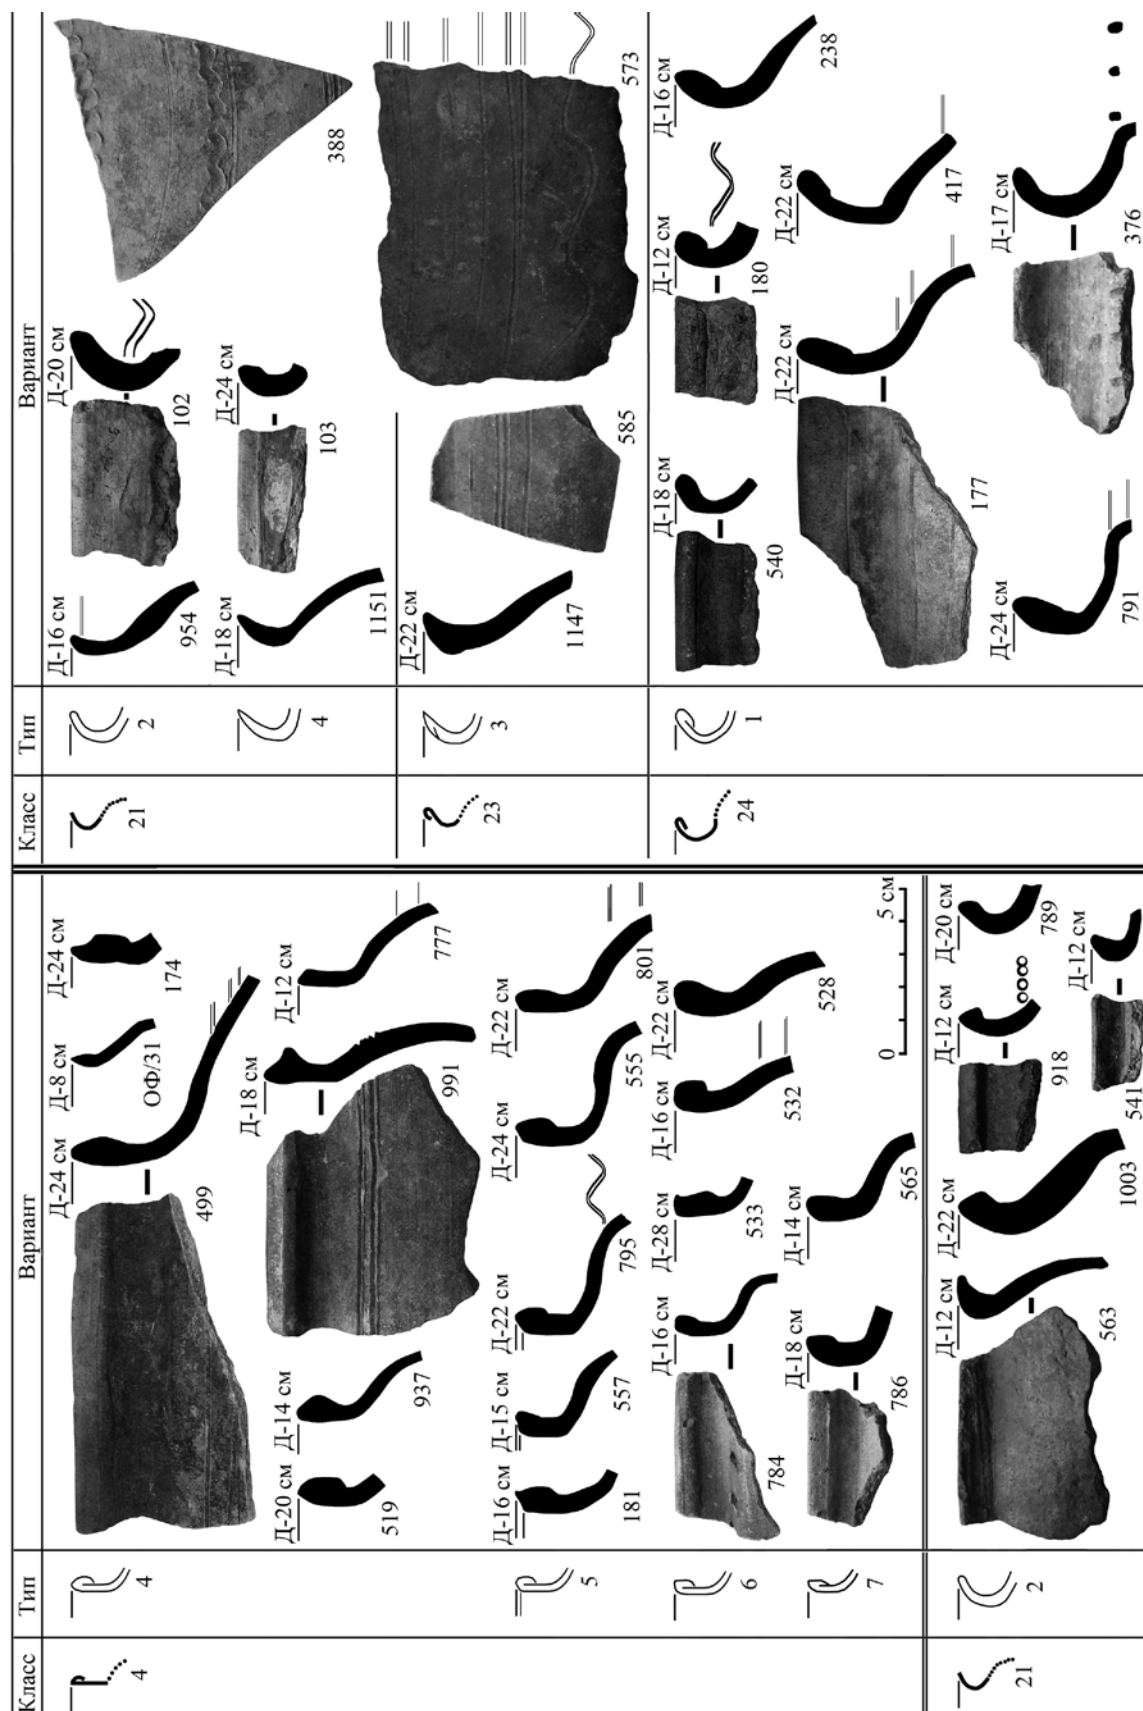 Класс Тип Вариант
4
4
Д-24 см Д-8 см Д-24 см
499 ОФ/31 174
Д-20 см Д-14 см Д-18 см Д-12 см
519 937 991 777
5
Д-16 см Д-15 см Д-22 см Д-24 см Д-22 см
181 557 795 555 801
6
Д-16 см Д-28 см Д-16 см Д-22 см
784 533 532 528
7
Д-18 см Д-14 см
786 565
0 5 см
21
2
Д-12 см Д-22 см Д-12 см Д-20 см
563 1003 918 789
Д-12 см
541
Класс Тип Вариант
21
2
Д-16 см Д-20 см
954 102 388
4
Д-18 см Д-24 см
1151 103
23
3
Д-22 см
1147 585 573
24
1
Д-18 см Д-12 см Д-16 см
540 180 238
Д-22 см Д-22 см
177 417
Д-24 см Д-17 см
791 376